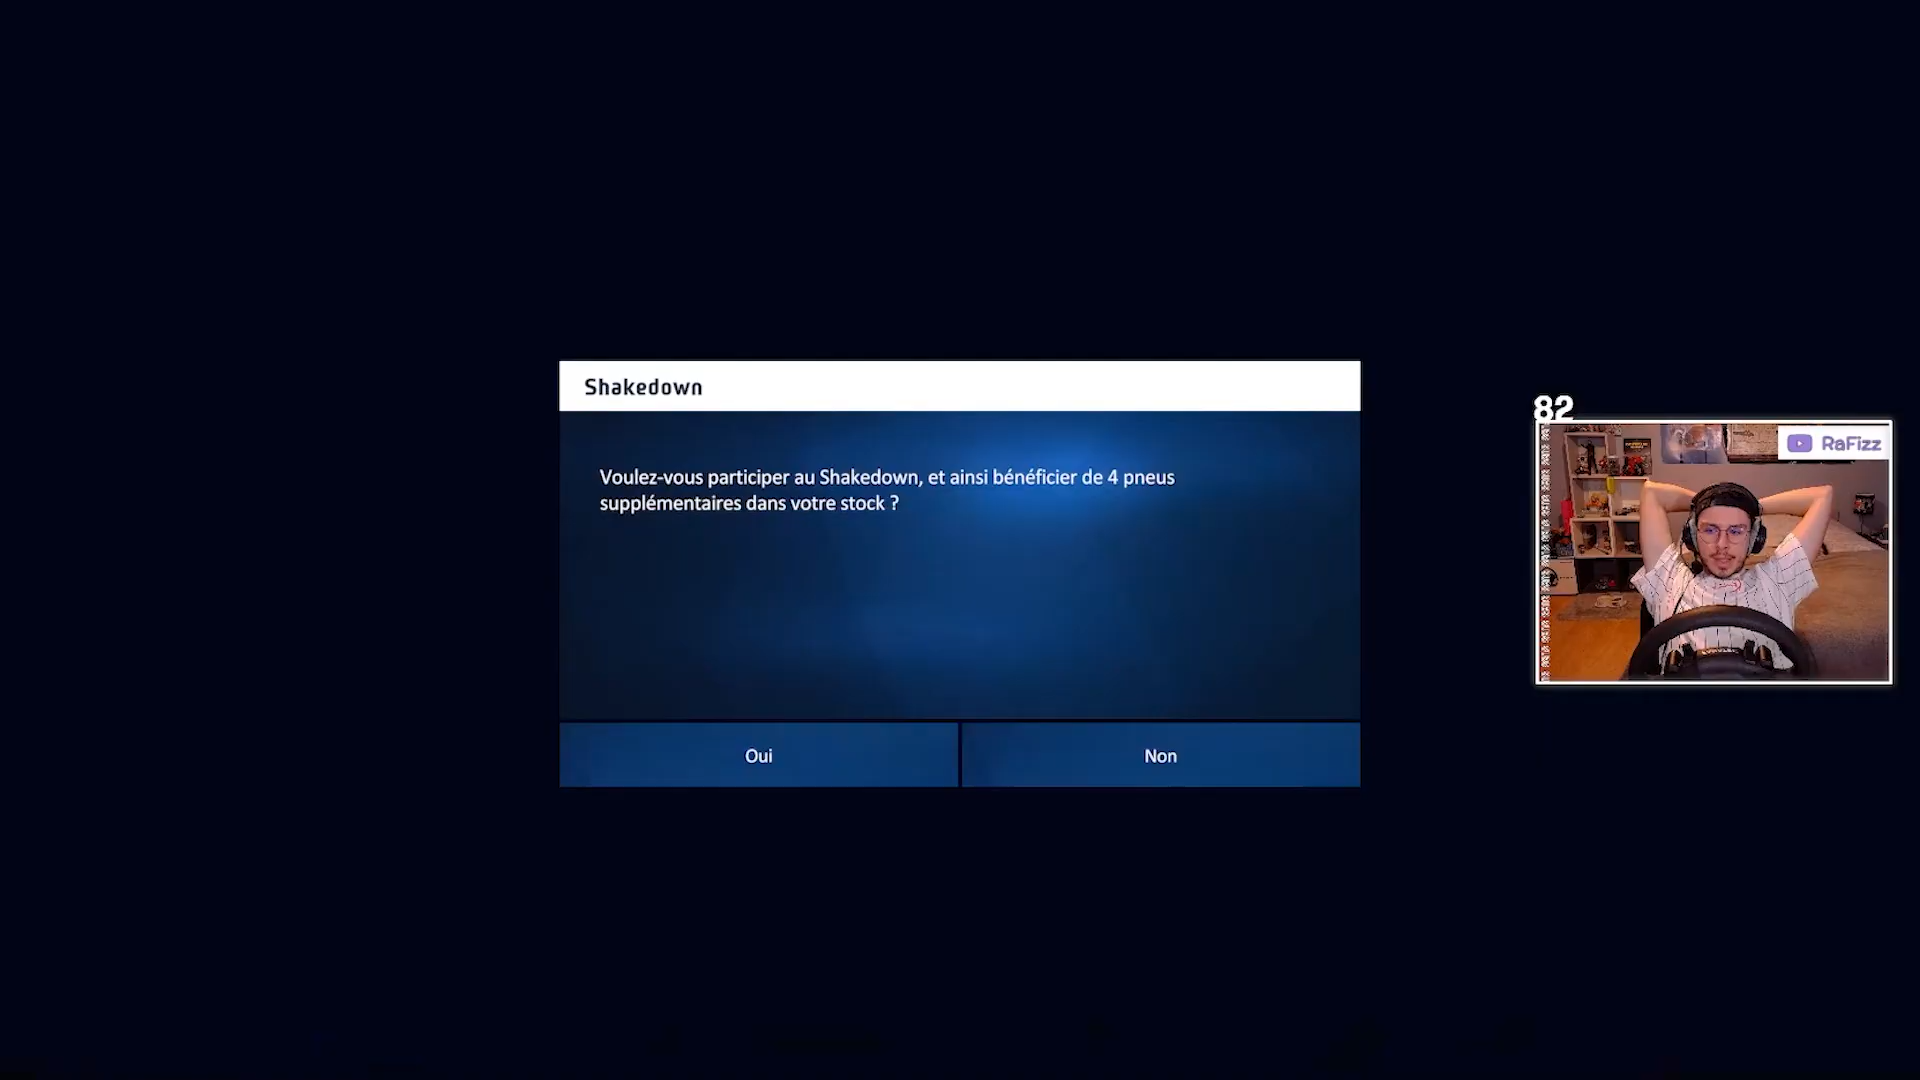 Shakedown
Voulez-vous participer au Shakedown, et ainsi bénéficier de 4 pneus
supplémentaires dans votre stock ?
Oui
Non
82
RaFizz